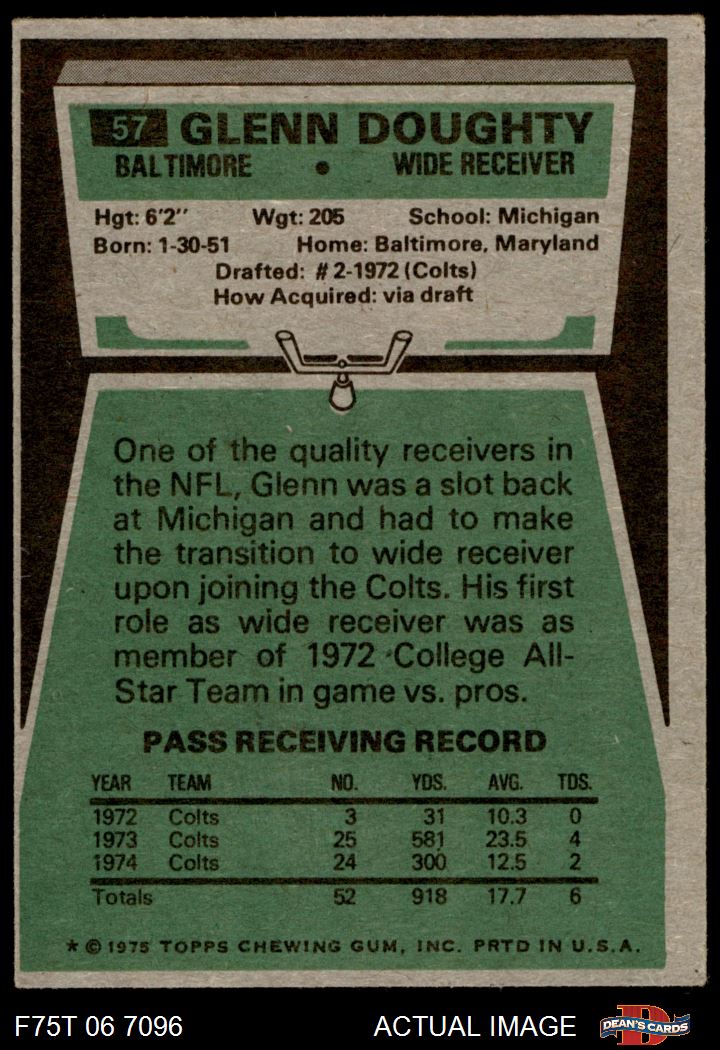 57 GLENN DOUGHTY
BALTIMORE • WIDE RECEIVER
Hgt: 6'2'' Wgt: 205 School: Michigan
Born: 1-30-51 Home: Baltimore, Maryland
Drafted: #2-1972 (Colts)
How Acquired: via draft
One of the quality receivers in
the NFL, Glenn was a slot back
at Michigan and had to make
the transition to wide receiver
upon joining the Colts. His first
role as wide receiver was as
member of 1972 College All-
Star Team in game vs. pros.
PASS RECEIVING RECORD
YEAR TEAM NO. YDS. AVG. TDS.
1972 Colts 3 31 10.3 0
1973 Colts 25 581 23.5 4
1974 Colts 24 300 12.5 2
Totals 52 918 17.7 6
* © 1975 TOPPS CHEWING GUM, INC. PRTD IN U.S.A.
F75T 06 7096 ACTUAL IMAGE D DEAN'S CARDS